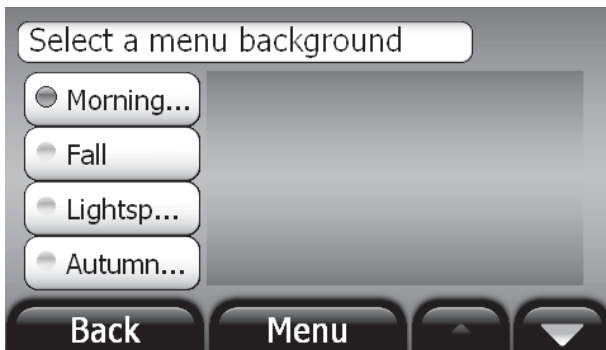 Select a menu background
Morning...
Fall
Lightsp...
Autumn...
Back Menu